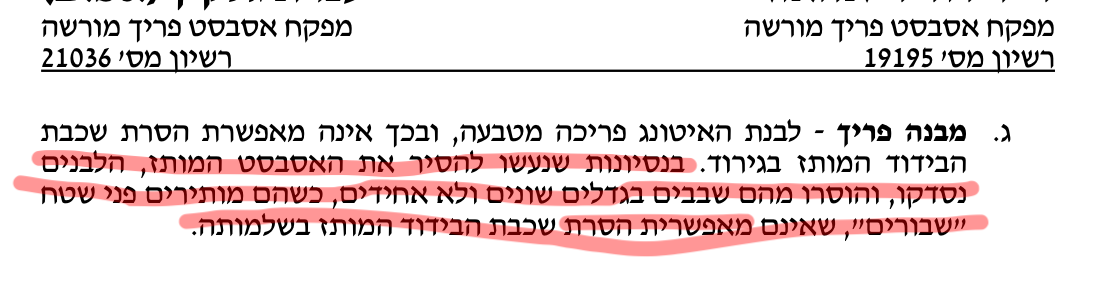 מפקח אסבסט פריך מורשה מפקח אסבסט פריך מורשה
רשיון מס׳ 19195 רשיון מס׳ 21036
ג. מבנה פריך - לבנת האיטונג פריכה מטבעה, ובכך אינה מאפשרת הסרת שכבת
הבידוד המותז בגירוד. בנסיונות שנעשו להסיר את האסבסט המותז, הלבנים
נסדקו, והוסרו מהם שבבים בגדלים שונים ולא אחידים, כשהם מותירים פני שטח
״שבורים״, שאינם מאפשרית הסרת שכבת הבידוד המותז בשלמותה.